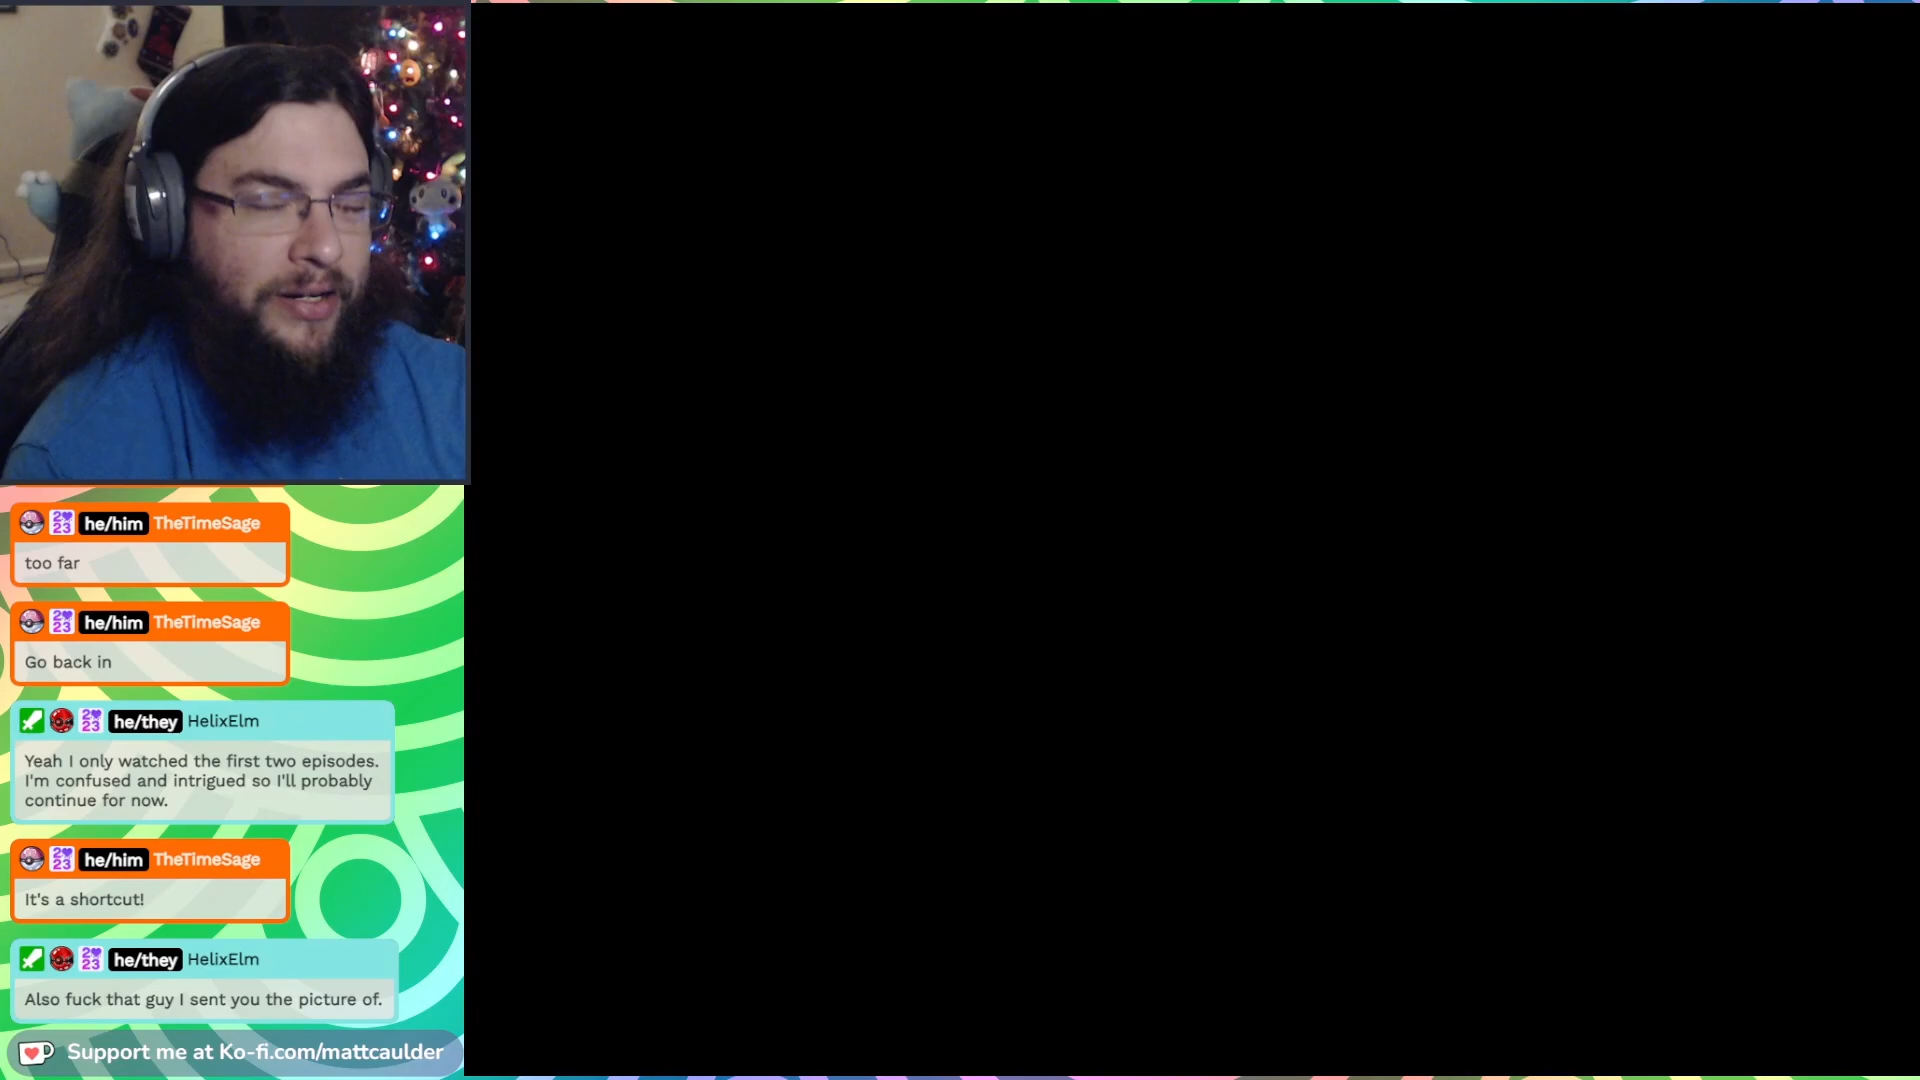 he/him TheTimeSage
too far
he/him TheTimeSage
Go back in
he/they HelixElm
Yeah I only watched the first two episodes.
I'm confused and intrigued so I'll probably
continue for now.
he/him TheTimeSage
It's a shortcut!
he/they HelixElm
Also fuck that guy I sent you the picture of.
Support me at Ko-fi.com/mattcaulder